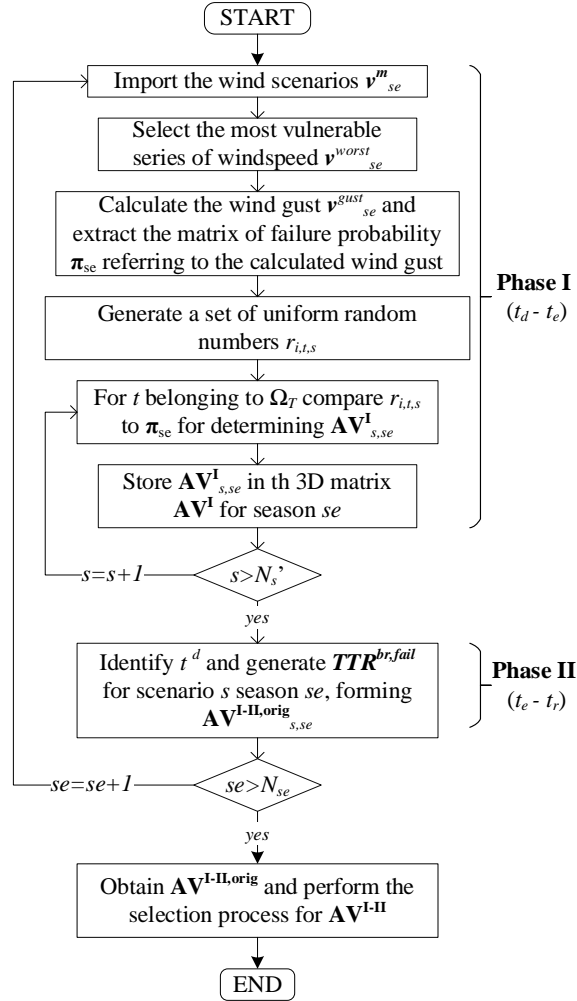 START
Import the wind scenarios v^m_se
Select the most vulnerable
series of windspeed v^worst_se
Calculate the wind gust v^gust_se and
extract the matrix of failure probability
π_se referring to the calculated wind gust
Phase I
(t_d - t_e)
Generate a set of uniform random
numbers r_i,t,s
For t belonging to Ω_T compare r_i,t,s
to π_se for determining AV^I_s,se
Store AV^I_s,se in th 3D matrix
AV^I for season se
s=s+1
s>N_s’
yes
Identify t^d and generate TTR^br,fail
for scenario s season se, forming
AV^I-II,orig_s,se
Phase II
(t_e - t_r)
se=se+1
se>N_se
yes
Obtain AV^I-II,orig and perform the
selection process for AV^I-II
END